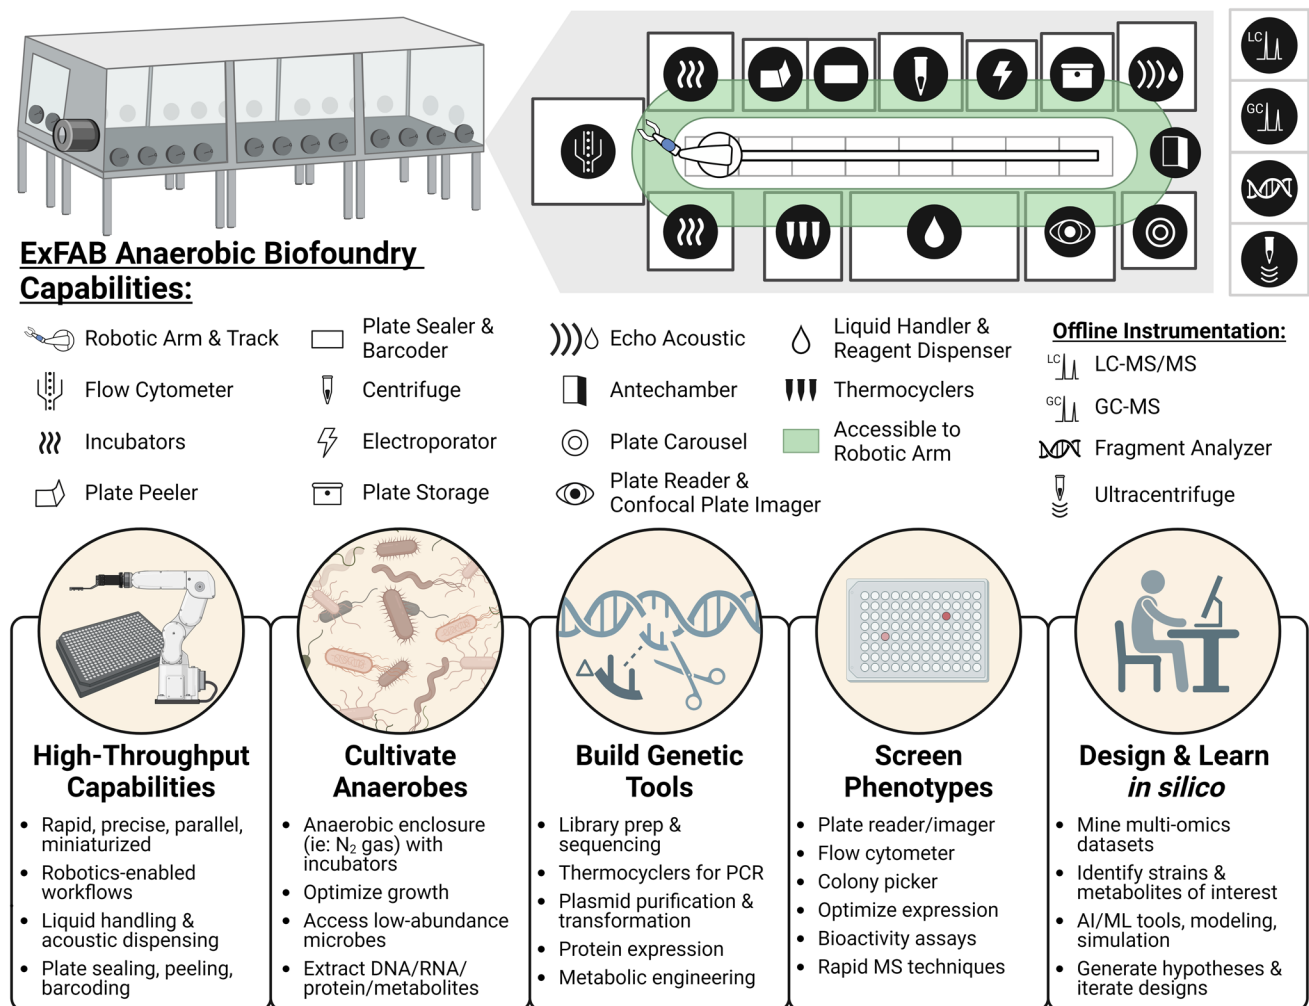 LC
GC
ExFAB Anaerobic Biofoundry
Capabilities:
Robotic Arm & Track
Flow Cytometer
Incubators
Plate Peeler
Plate Sealer &
Barcoder
Centrifuge
Electroporator
Plate Storage
Echo Acoustic
Antechamber
Plate Carousel
Plate Reader &
Confocal Plate Imager
Liquid Handler &
Reagent Dispenser
Thermocyclers
Accessible to
Robotic Arm
Offline Instrumentation:
LC
LC-MS/MS
GC
GC-MS
Fragment Analyzer
Ultracentrifuge
High-Throughput
Capabilities
• Rapid, precise, parallel,
miniaturized
• Robotics-enabled
workflows
• Liquid handling &
acoustic dispensing
• Plate sealing, peeling,
barcoding
Cultivate
Anaerobes
• Anaerobic enclosure
(ie: N₂ gas) with
incubators
• Optimize growth
• Access low-abundance
microbes
• Extract DNA/RNA/
protein/metabolites
Δ
Build Genetic
Tools
• Library prep &
sequencing
• Thermocyclers for PCR
• Plasmid purification &
transformation
• Protein expression
• Metabolic engineering
Screen
Phenotypes
• Plate reader/imager
• Flow cytometer
• Colony picker
• Optimize expression
• Bioactivity assays
• Rapid MS techniques
Design & Learn
in silico
• Mine multi-omics
datasets
• Identify strains &
metabolites of interest
• AI/ML tools, modeling,
simulation
• Generate hypotheses &
iterate designs